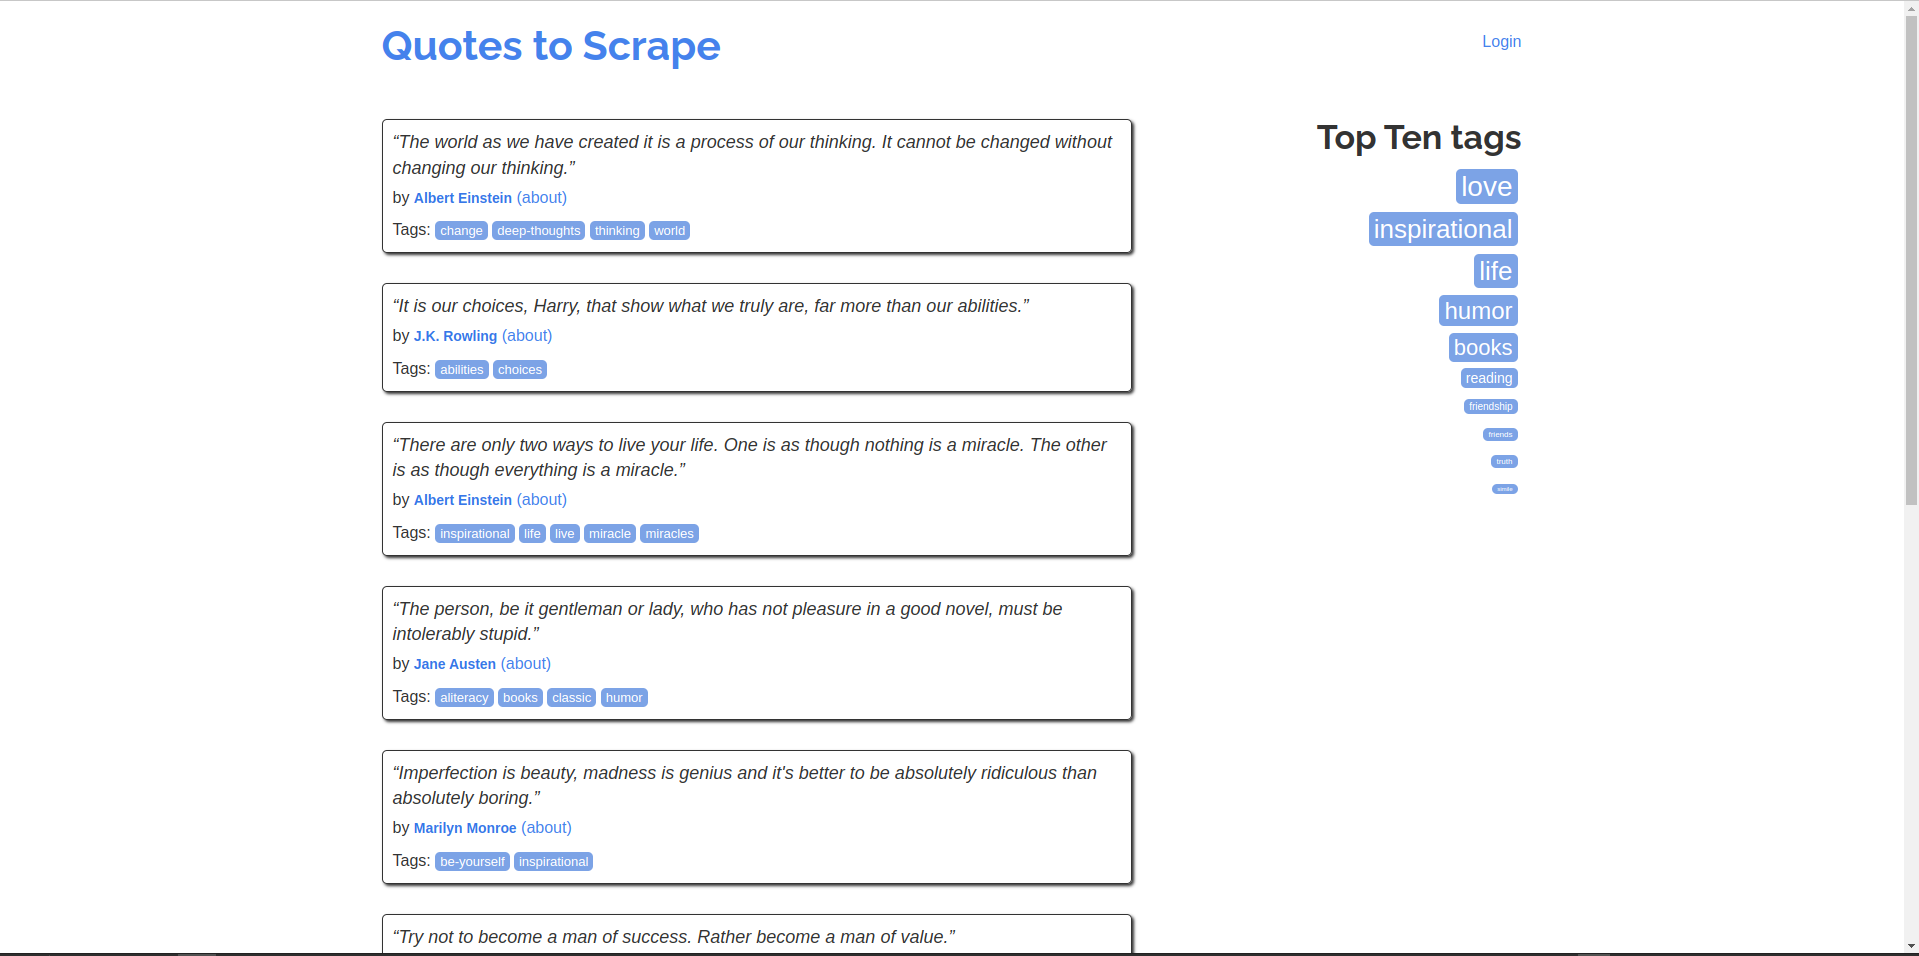 Quotes to Scrape
Login
“The world as we have created it is a process of our thinking. It cannot be changed without
changing our thinking.”
by Albert Einstein (about)
Tags: change deep-thoughts thinking world
“It is our choices, Harry, that show what we truly are, far more than our abilities.”
by J.K. Rowling (about)
Tags: abilities choices
“There are only two ways to live your life. One is as though nothing is a miracle. The other
is as though everything is a miracle.”
by Albert Einstein (about)
Tags: inspirational life live miracle miracles
“The person, be it gentleman or lady, who has not pleasure in a good novel, must be
intolerably stupid.”
by Jane Austen (about)
Tags: aliteracy books classic humor
“Imperfection is beauty, madness is genius and it's better to be absolutely ridiculous than
absolutely boring.”
by Marilyn Monroe (about)
Tags: be-yourself inspirational
“Try not to become a man of success. Rather become a man of value.”
Top Ten tags
love
inspirational
life
humor
books
reading
friendship
friends
truth
simile